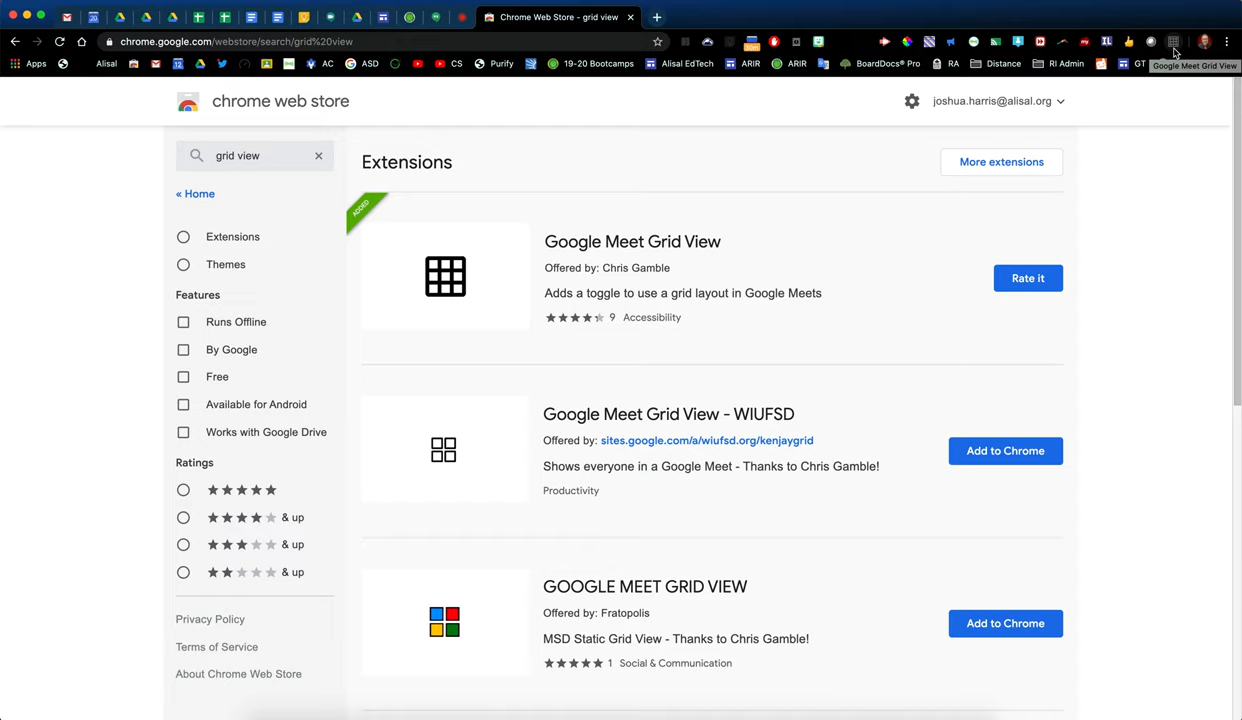 Chrome Web Store - grid view
chrome.google.com/webstore/search/grid%20view
Google Meet Grid View
Apps
Alisal
AC
ASD
CS
Purify
19-20 Bootcamps
Alisal EdTech
ARIR
ARIR
BoardDocs® Pro
RA
Distance
RI Admin
GT
chrome web store
joshua.harris@alisal.org
grid view
« Home
Extensions
Themes
Features
Runs Offline
By Google
Free
Available for Android
Works with Google Drive
Ratings
& up
& up
& up
Privacy Policy
Terms of Service
About Chrome Web Store
Extensions
More extensions
ADDED
Google Meet Grid View
Offered by: Chris Gamble
Adds a toggle to use a grid layout in Google Meets
9 Accessibility
Rate it
Google Meet Grid View - WIUFSD
Offered by: sites.google.com/a/wiufsd.org/kenjaygrid
Shows everyone in a Google Meet - Thanks to Chris Gamble!
Productivity
Add to Chrome
GOOGLE MEET GRID VIEW
Offered by: Fratopolis
MSD Static Grid View - Thanks to Chris Gamble!
1 Social & Communication
Add to Chrome